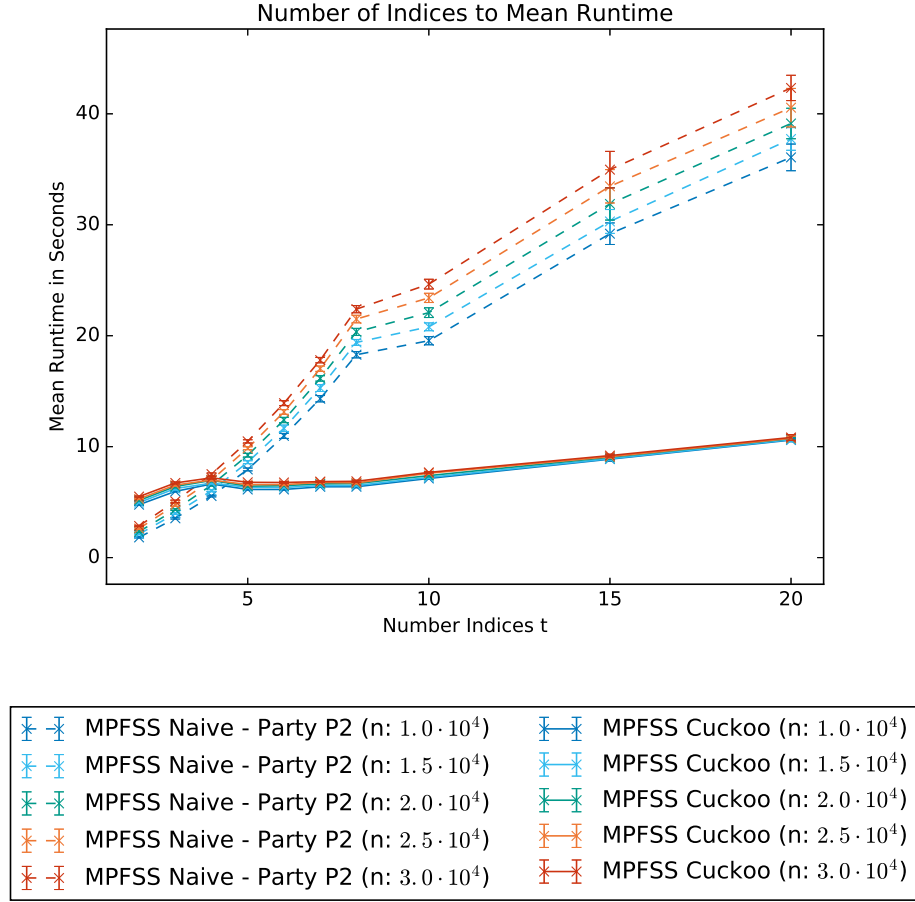 Number of Indices to Mean Runtime
Mean Runtime in Seconds
40
30
20
10
0
5 10 15 20
Number Indices t
MPFSS Naive - Party P2 (n: 1.0 · 10⁴)
MPFSS Naive - Party P2 (n: 1.5 · 10⁴)
MPFSS Naive - Party P2 (n: 2.0 · 10⁴)
MPFSS Naive - Party P2 (n: 2.5 · 10⁴)
MPFSS Naive - Party P2 (n: 3.0 · 10⁴)
MPFSS Cuckoo (n: 1.0 · 10⁴)
MPFSS Cuckoo (n: 1.5 · 10⁴)
MPFSS Cuckoo (n: 2.0 · 10⁴)
MPFSS Cuckoo (n: 2.5 · 10⁴)
MPFSS Cuckoo (n: 3.0 · 10⁴)